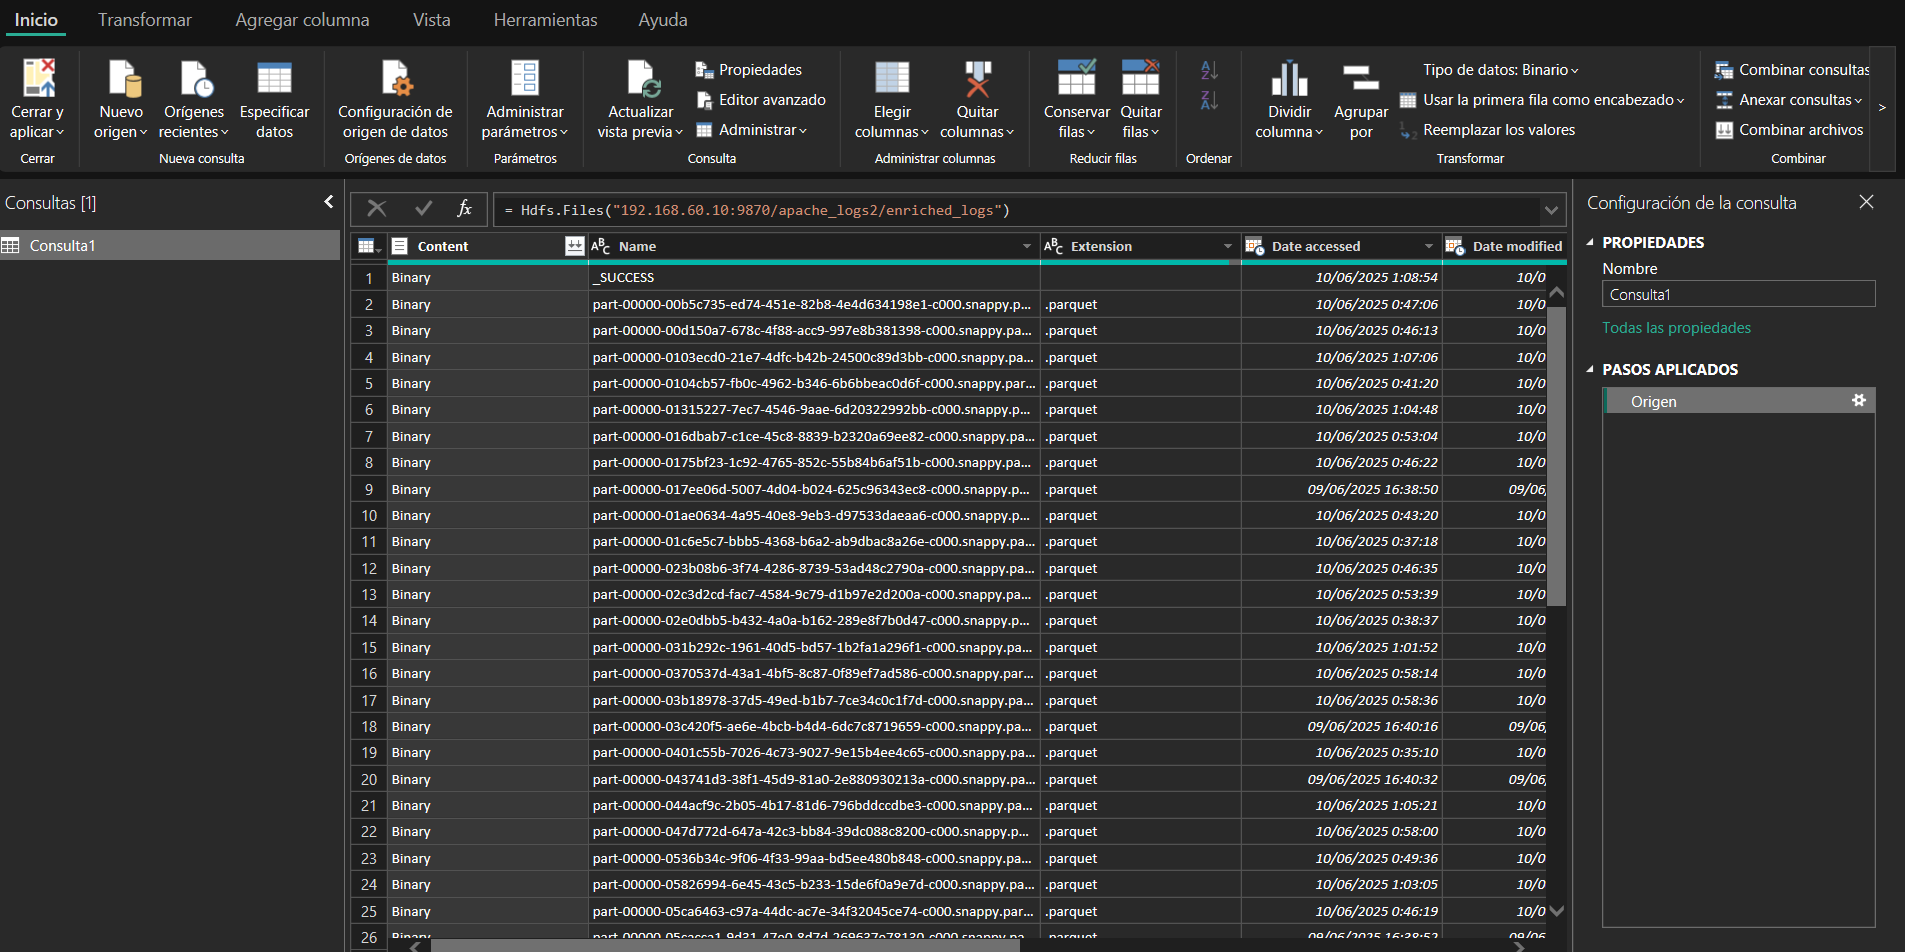 Inicio Transformar Agregar columna Vista Herramientas Ayuda
Cerrar y aplicar
Cerrar
Nuevo origen
Orígenes recientes
Especificar datos
Nueva consulta
Configuración de origen de datos
Orígenes de datos
Administrar parámetros
Parámetros
Actualizar vista previa
Propiedades
Editor avanzado
Administrar
Consulta
Elegir columnas
Quitar columnas
Administrar columnas
Conservar filas
Quitar filas
Reducir filas
Ordenar
Dividir columna
Agrupar por
Tipo de datos: Binario
Usar la primera fila como encabezado
Reemplazar los valores
Transformar
Combinar consultas
Anexar consultas
Combinar archivos
Combinar
Consultas [1]
Consulta1
= Hdfs.Files("192.168.60.10:9870/apache_logs2/enriched_logs")
Content Name Extension Date accessed Date modified
1 Binary _SUCCESS 10/06/2025 1:08:54 10/0
2 Binary part-00000-00b5c735-ed74-451e-82b8-4e4d634198e1-c000.snappy.p... .parquet 10/06/2025 0:47:06 10/0
3 Binary part-00000-00d150a7-678c-4f88-acc9-997e8b381398-c000.snappy.pa... .parquet 10/06/2025 0:46:13 10/0
4 Binary part-00000-0103ecd0-21e7-4dfc-b42b-24500c89d3bb-c000.snappy.pa... .parquet 10/06/2025 1:07:06 10/0
5 Binary part-00000-0104cb57-fb0c-4962-b346-6b6bbeac0d6f-c000.snappy.par... .parquet 10/06/2025 0:41:20 10/0
6 Binary part-00000-01315227-7ec7-4546-9aae-6d20322992bb-c000.snappy.p... .parquet 10/06/2025 1:04:48 10/0
7 Binary part-00000-016dbab7-c1ce-45c8-8839-b2320a69ee82-c000.snappy.pa... .parquet 10/06/2025 0:53:04 10/0
8 Binary part-00000-0175bf23-1c92-4765-852c-55b84b6af51b-c000.snappy.pa... .parquet 10/06/2025 0:46:22 10/0
9 Binary part-00000-017ee06d-5007-4d04-b024-625c96343ec8-c000.snappy.p... .parquet 09/06/2025 16:38:50 09/06/
10 Binary part-00000-01ae0634-4a95-40e8-9eb3-d97533daeaa6-c000.snappy.p... .parquet 10/06/2025 0:43:20 10/0
11 Binary part-00000-01c6e5c7-bbb5-4368-b6a2-ab9dbac8a26e-c000.snappy.pa... .parquet 10/06/2025 0:37:18 10/0
12 Binary part-00000-023b08b6-3f74-4286-8739-53ad48c2790a-c000.snappy.pa... .parquet 10/06/2025 0:46:35 10/0
13 Binary part-00000-02c3d2cd-fac7-4584-9c79-d1b97e2d200a-c000.snappy.pa... .parquet 10/06/2025 0:53:39 10/0
14 Binary part-00000-02e0dbb5-b432-4a0a-b162-289e8f7b0d47-c000.snappy.pa... .parquet 10/06/2025 0:38:37 10/0
15 Binary part-00000-031b292c-1961-40d5-bd57-1b2fa1a296f1-c000.snappy.pa... .parquet 10/06/2025 1:01:52 10/0
16 Binary part-00000-0370537d-43a1-4bf5-8c87-0f89ef7ad586-c000.snappy.par... .parquet 10/06/2025 0:58:14 10/0
17 Binary part-00000-03b18978-37d5-49ed-b1b7-7ce34c0c1f7d-c000.snappy.pa... .parquet 10/06/2025 0:58:36 10/0
18 Binary part-00000-03c420f5-ae6e-4bcb-b4d4-6dc7c8719659-c000.snappy.pa... .parquet 09/06/2025 16:40:16 09/06/
19 Binary part-00000-0401c55b-7026-4c73-9027-9e15b4ee4c65-c000.snappy.pa... .parquet 10/06/2025 0:35:10 10/0
20 Binary part-00000-043741d3-38f1-45d9-81a0-2e880930213a-c000.snappy.pa... .parquet 09/06/2025 16:40:32 09/06/
21 Binary part-00000-044acf9c-2b05-4b17-81d6-796bddccdbe3-c000.snappy.pa... .parquet 10/06/2025 1:05:21 10/0
22 Binary part-00000-047d772d-647a-42c3-bb84-39dc088c8200-c000.snappy.p... .parquet 10/06/2025 0:58:00 10/0
23 Binary part-00000-0536b34c-9f06-4f33-99aa-bd5ee480b848-c000.snappy.pa... .parquet 10/06/2025 0:49:36 10/0
24 Binary part-00000-05826994-6e45-43c5-b233-15de6f0a9e7d-c000.snappy.pa... .parquet 10/06/2025 1:03:05 10/0
25 Binary part-00000-05ca6463-c97a-44dc-ac7e-34f32045ce74-c000.snappy.par... .parquet 10/06/2025 0:46:19 10/0
26
Configuración de la consulta
PROPIEDADES
Nombre
Consulta1
Todas las propiedades
PASOS APLICADOS
Origen